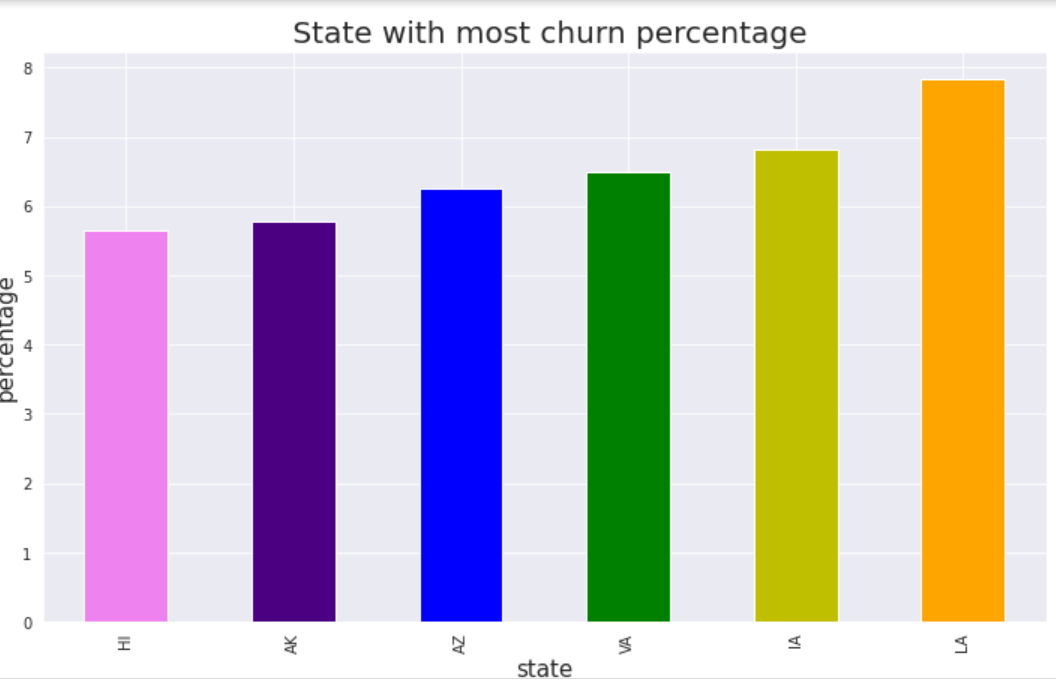 State with most churn percentage
8
7
6
5
4
3
2
1
0
percentage
HI
AK
AZ
VA
IA
LA
state